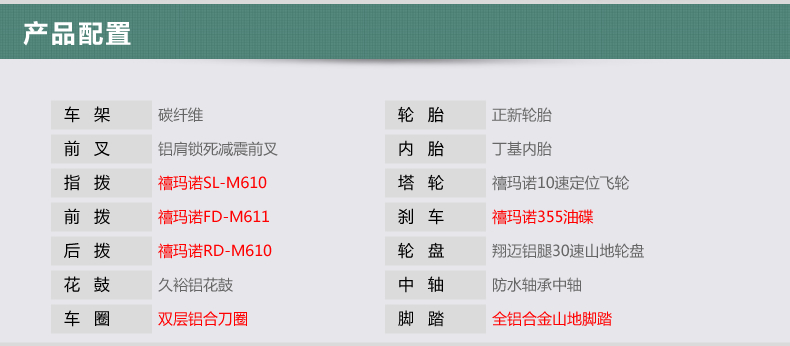 产品配置
车 架 碳纤维
前 叉 铝肩锁死减震前叉
指 拨 禧玛诺SL-M610
前 拨 禧玛诺FD-M611
后 拨 禧玛诺RD-M610
花 鼓 久裕铝花鼓
车 圈 双层铝合刀圈
轮 胎 正新轮胎
内 胎 丁基内胎
塔 轮 禧玛诺10速定位飞轮
刹 车 禧玛诺355油碟
轮 盘 翔迈铝腿30速山地轮盘
中 轴 防水轴承中轴
脚 踏 全铝合金山地脚踏